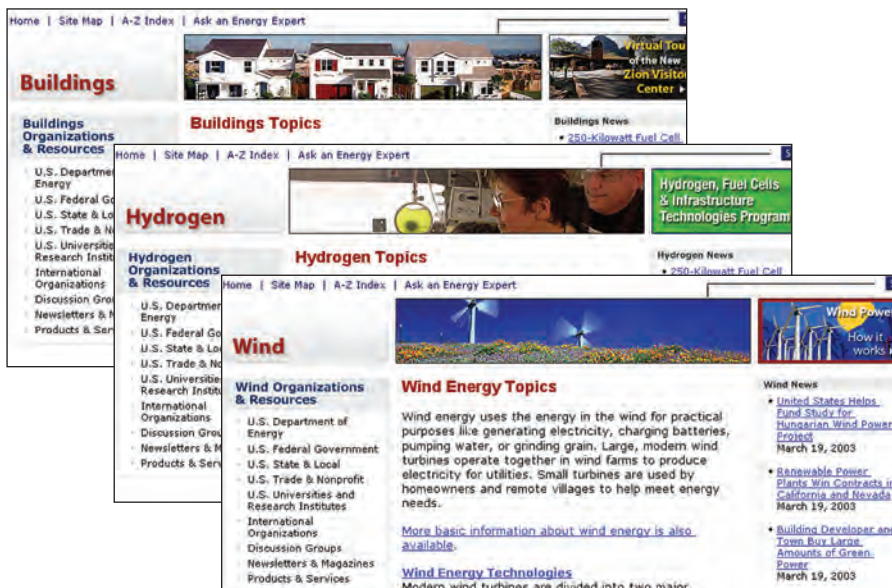 Home | Site Map | A-Z Index | Ask an Energy Expert
Buildings
Virtual Tou
of the New
Zion Visito
Center
Buildings
Organizations
& Resources
U.S. Departme
Energy
U.S. Federal Go
U.S. State & Lo
U.S. Trade & N
U.S. Universitie
Research Instit
International
Organizations
Discussion Grou
Newsletters & N
Products & Ser
Buildings Topics
Buildings News
250-Kilowatt Fuel Cell
Home | Site Map | A-Z Index | Ask an Energy Expert
Hydrogen
Hydrogen, Fuel Cells
& Infrastructure
Technologies Program
Hydrogen
Organizations
& Resources
U.S. Departmen
Energy
U.S. Federal Go
U.S. State & Lo
U.S. Trade & No
U.S. Universitie
Research Institu
International
Organizations
Discussion Grou
Newsletters & M
Products & Serv
Hydrogen Topics
Hydrogen News
250-Kilowatt Fuel Cell
Home | Site Map | A-Z Index | Ask an Energy Expert
Wind
Wind Powe
How it
works
Wind Organizations
& Resources
U.S. Department of
Energy
U.S. Federal Government
U.S. State & Local
U.S. Trade & Nonprofit
U.S. Universities and
Research Institutes
International
Organizations
Discussion Groups
Newsletters & Magazines
Products & Services
Wind Energy Topics
Wind energy uses the energy in the wind for practical
purposes like generating electricity, charging batteries,
pumping water, or grinding grain. Large, modern wind
turbines operate together in wind farms to produce
electricity for utilities. Small turbines are used by
homeowners and remote villages to help meet energy
needs.
More basic information about wind energy is also
available.
Wind Energy Technologies
Modern wind turbines are divided into two major
Wind News
United States Helps
Fund Study for
Hungarian Wind Power
Project
March 19, 2003
Renewable Power
Plants Win Contracts in
California and Nevada
March 19, 2003
Building Developer and
Town Buy Large
Amounts of Green
Power
March 19, 2003